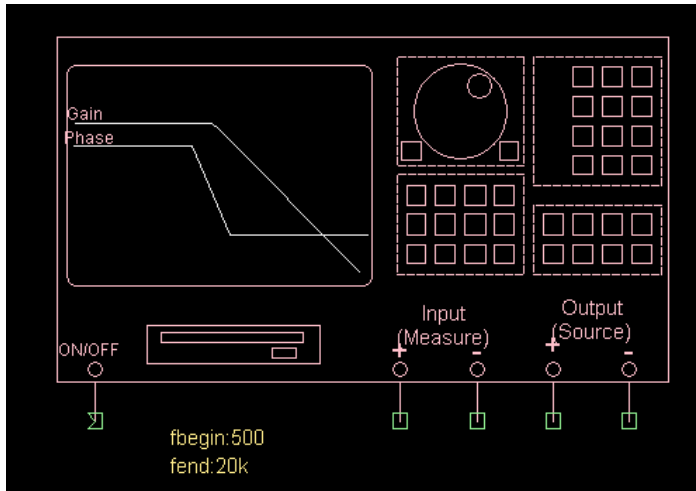 Gain
Phase
ON/OFF
Input
(Measure)
+
-
Output
(Source)
+
-
fbegin:500
fend:20k